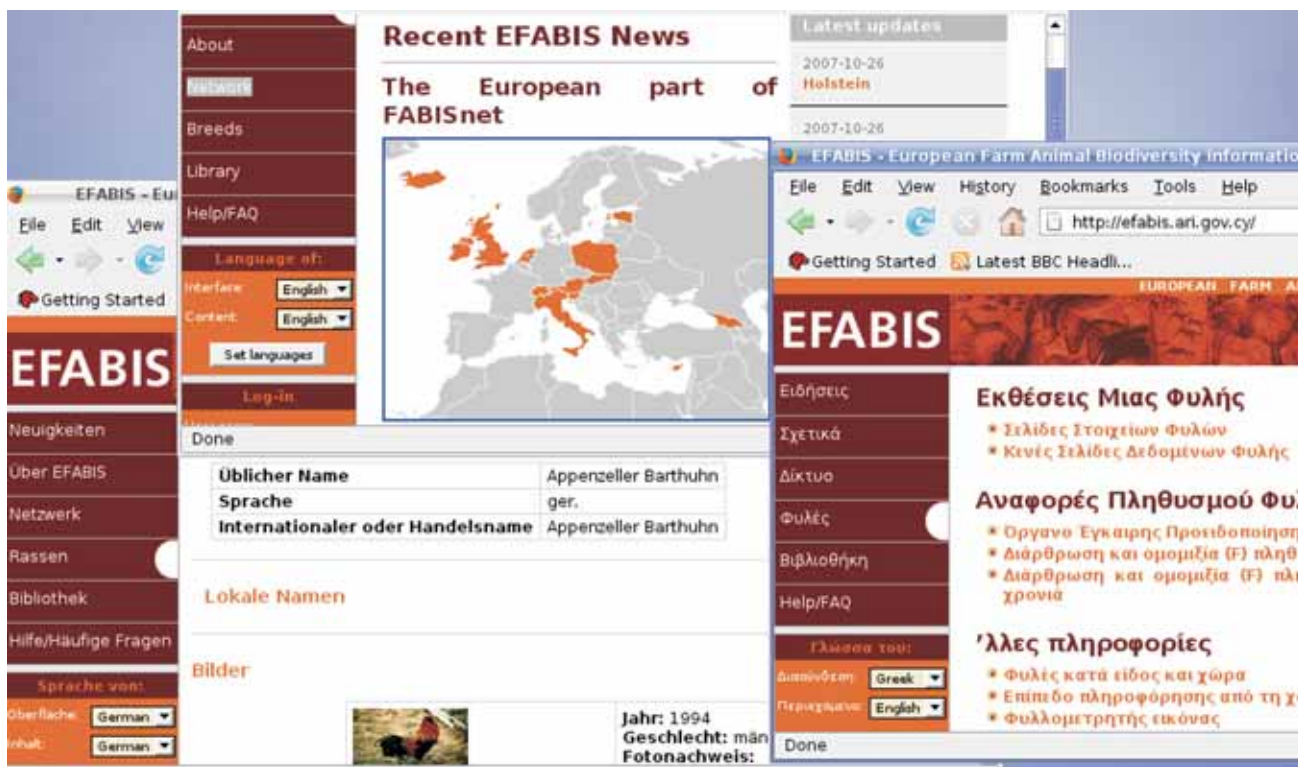 About
Network
Breeds
Library
Help/FAQ
Language of:
Interface: English
Content: English
Set languages
Log-in
Recent EFABIS News
The European part of
FABISnet
Latest updates
2007-10-26
Holstein
2007-10-26
Done
EFABIS - Eu
File Edit View
Getting Started
EFABIS
Neuigkeiten
Über EFABIS
Netzwerk
Rassen
Bibliothek
Hilfe/Häufige Fragen
Sprache von:
Oberfläche: German
Inhalt: German
Üblicher Name Appenzeller Barthuhn
Sprache ger.
Internationaler oder Handelsname Appenzeller Barthuhn
Lokale Namen
Bilder
Jahr: 1994
Geschlecht: män
Fotonachweis:
EFABIS - European Farm Animal Biodiversity Informatio
File Edit View History Bookmarks Tools Help
http://efabis.ari.gov.cy/
Getting Started Latest BBC Headli...
EUROPEAN FARM A
EFABIS
Ειδήσεις
Σχετικά
Δίκτυο
Φυλές
Βιβλιοθήκη
Help/FAQ
Γλώσσα του:
Διασύνδεση: Greek
Περιεχόμενο: English
Εκθέσεις Μιας Φυλής
Σελίδες Στοιχείων Φυλών
Κενές Σελίδες Δεδομένων Φυλής
Αναφορές Πληθυσμού Φυ
Όργανο Έγκαιρης Προειδοποίηση
Διάρθρωση και ομομιξία (F) πληθ
Διάρθρωση και ομομιξία (F) πλ
χρονιά
'λλες πληροφορίες
Φυλές κατά είδος και χώρα
Επίπεδο πληροφόρησης από τη χ
Φυλλομετρητής εικόνας
Done